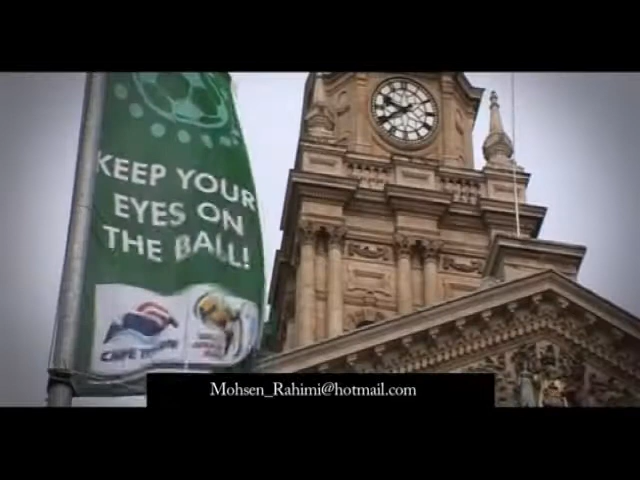 KEEP YOUR
EYES ON
THE BALL!
CAPE TOWN
Mohsen_Rahimi@hotmail.com